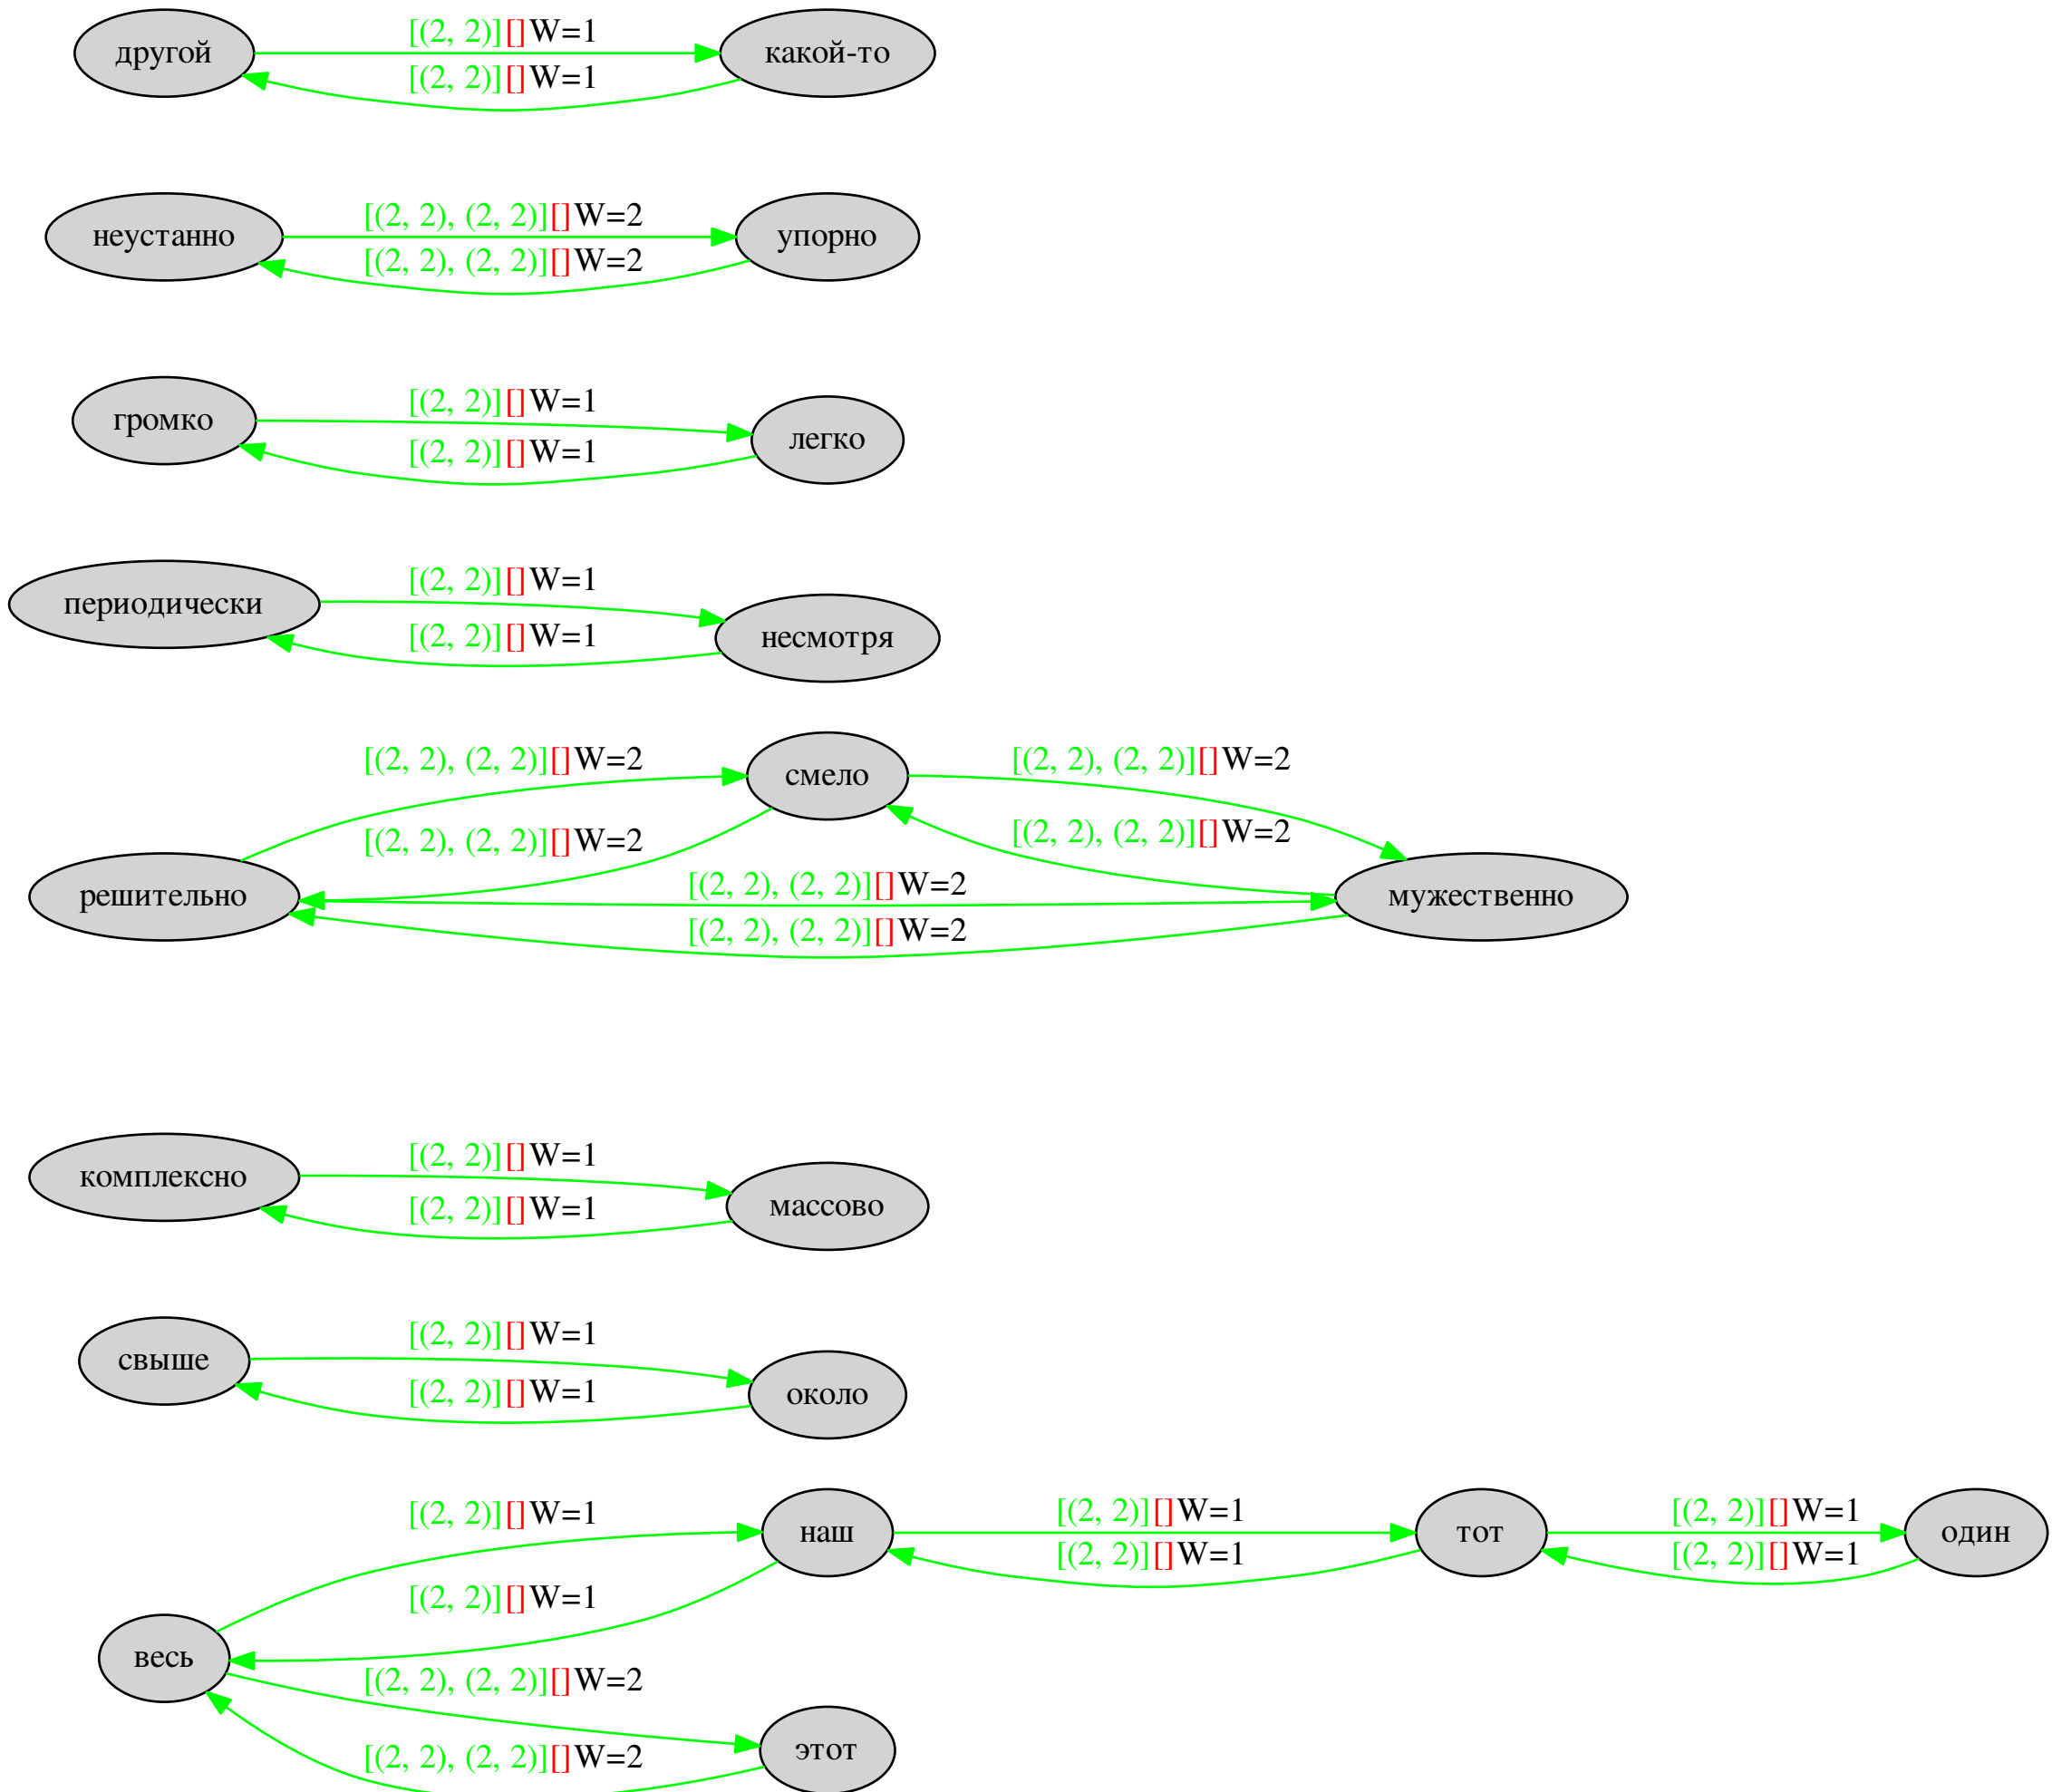 другой
[(2, 2)][]W=1
[(2, 2)][]W=1
какой-то
неустанно
[(2, 2), (2, 2)][]W=2
[(2, 2), (2, 2)][]W=2
упорно
громко
[(2, 2)][]W=1
[(2, 2)][]W=1
легко
периодически
[(2, 2)][]W=1
[(2, 2)][]W=1
несмотря
решительно
[(2, 2), (2, 2)][]W=2
[(2, 2), (2, 2)][]W=2
смело
[(2, 2), (2, 2)][]W=2
[(2, 2), (2, 2)][]W=2
[(2, 2), (2, 2)][]W=2
[(2, 2), (2, 2)][]W=2
мужественно
комплексно
[(2, 2)][]W=1
[(2, 2)][]W=1
массово
свыше
[(2, 2)][]W=1
[(2, 2)][]W=1
около
весь
[(2, 2)][]W=1
[(2, 2)][]W=1
наш
[(2, 2)][]W=1
[(2, 2)][]W=1
тот
[(2, 2)][]W=1
[(2, 2)][]W=1
один
[(2, 2), (2, 2)][]W=2
[(2, 2), (2, 2)][]W=2
этот